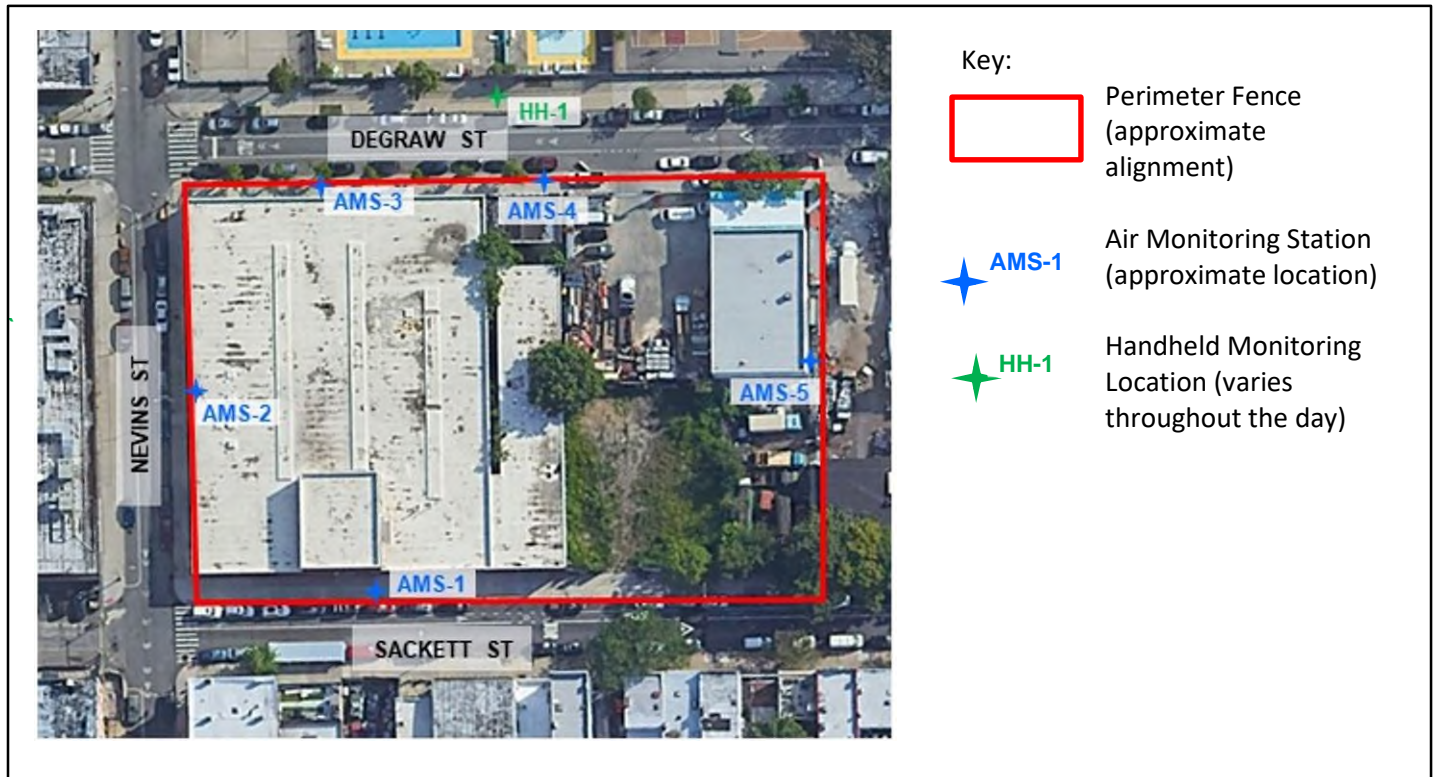 HH-1
DEGRAW ST
AMS-3
AMS-4
NEVINS ST
AMS-2
AMS-5
AMS-1
SACKETT ST
Key:
Perimeter Fence
(approximate
alignment)
AMS-1
Air Monitoring Station
(approximate location)
HH-1
Handheld Monitoring
Location (varies
throughout the day)